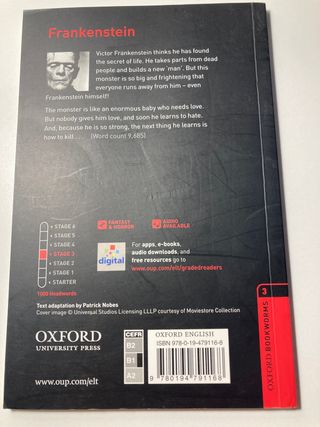 Frankenstein
Victor Frankenstein thinks he has found
the secret of life. He takes parts from dead
people and builds a new 'man'. But this
monster is so big and frightening that
everyone runs away from him – even
Frankenstein himself!
The monster is like an enormous baby who needs love.
But nobody gives him love, and soon he learns to hate.
And, because he is so strong, the next thing he learns is
how to kill . . . . (Word count 9,685)
• STAGE 6
• STAGE 5
• STAGE 4
• STAGE 3
• STAGE 2
• STAGE 1
• STARTER
1000 Headwords
FANTASY
& HORROR
AUDIO
AVAILABLE
digital
For apps, e-books,
audio downloads, and
free resources go to
www.oup.com/elt/gradedreaders
Text adaptation by Patrick Nobes
Cover image © Universal Studios Licensing LLLP courtesy of Moviestore Collection
OXFORD
UNIVERSITY PRESS
www.oup.com/elt
CEFR
B2
B1
A2
OXFORD ENGLISH
ISBN 978-0-19-479116-8
9 780194 791168
3
OXFORD BOOKWORMS